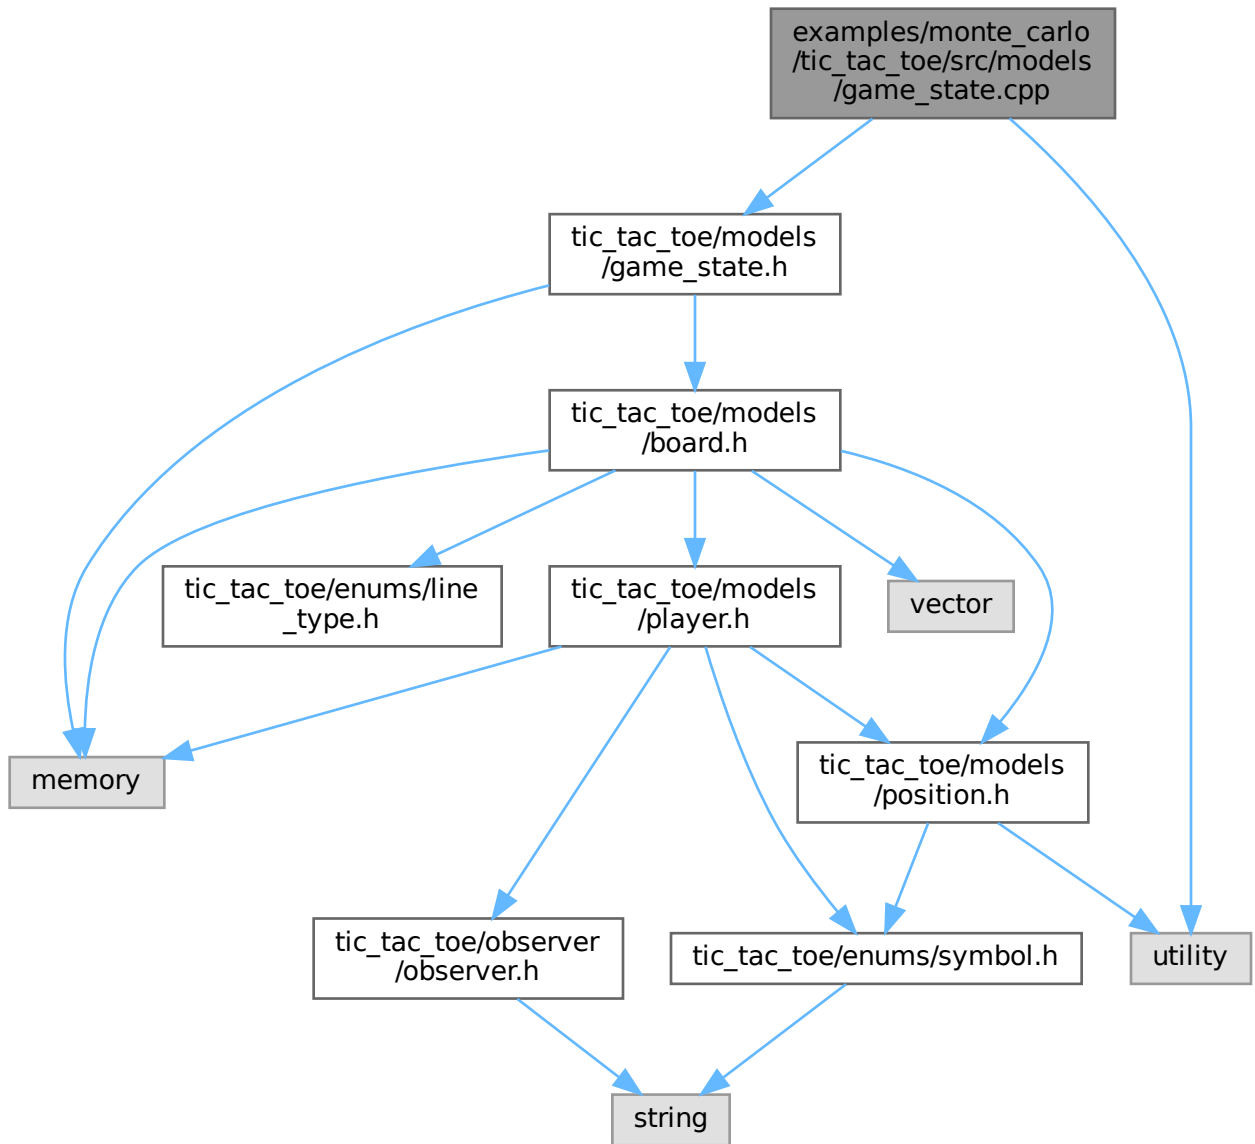 examples/monte_carlo
/tic_tac_toe/src/models
/game_state.cpp
tic_tac_toe/models
/game_state.h
tic_tac_toe/models
/board.h
tic_tac_toe/enums/line
_type.h
tic_tac_toe/models
/player.h
vector
memory
tic_tac_toe/models
/position.h
tic_tac_toe/observer
/observer.h
tic_tac_toe/enums/symbol.h
utility
string